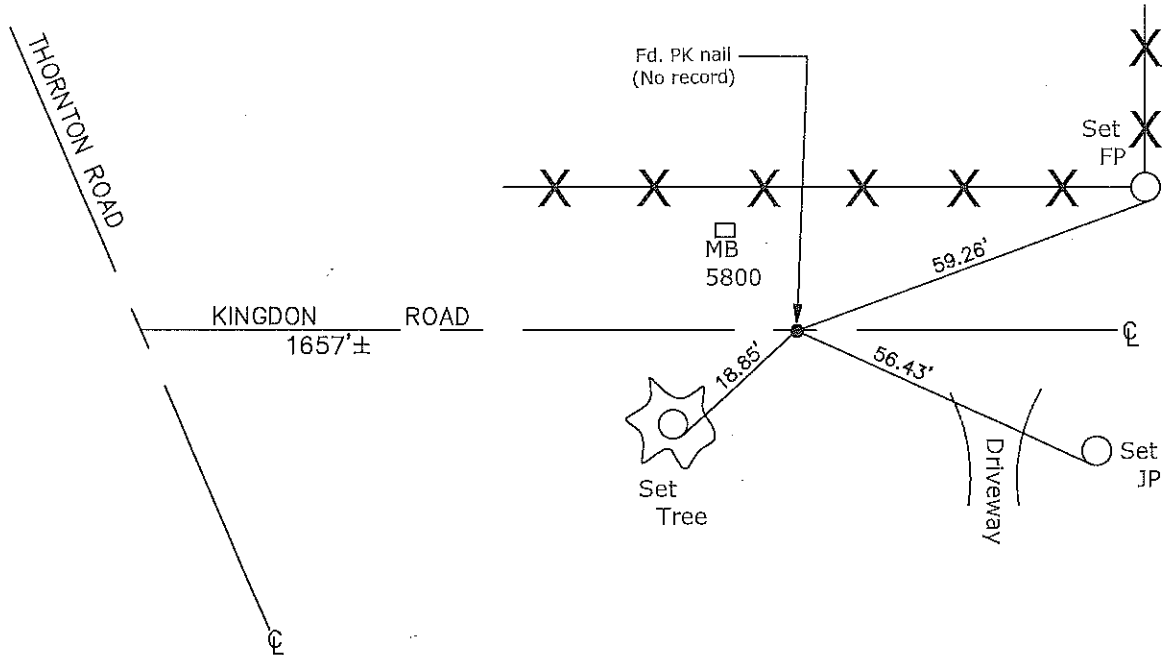 THORNTON ROAD
Fd. PK nail
(No record)
Set
FP
MB
5800
59.26'
KINGDON ROAD
1657'±
℄
18.85'
56.43'
Set
Tree
Driveway
Set
JP
℄